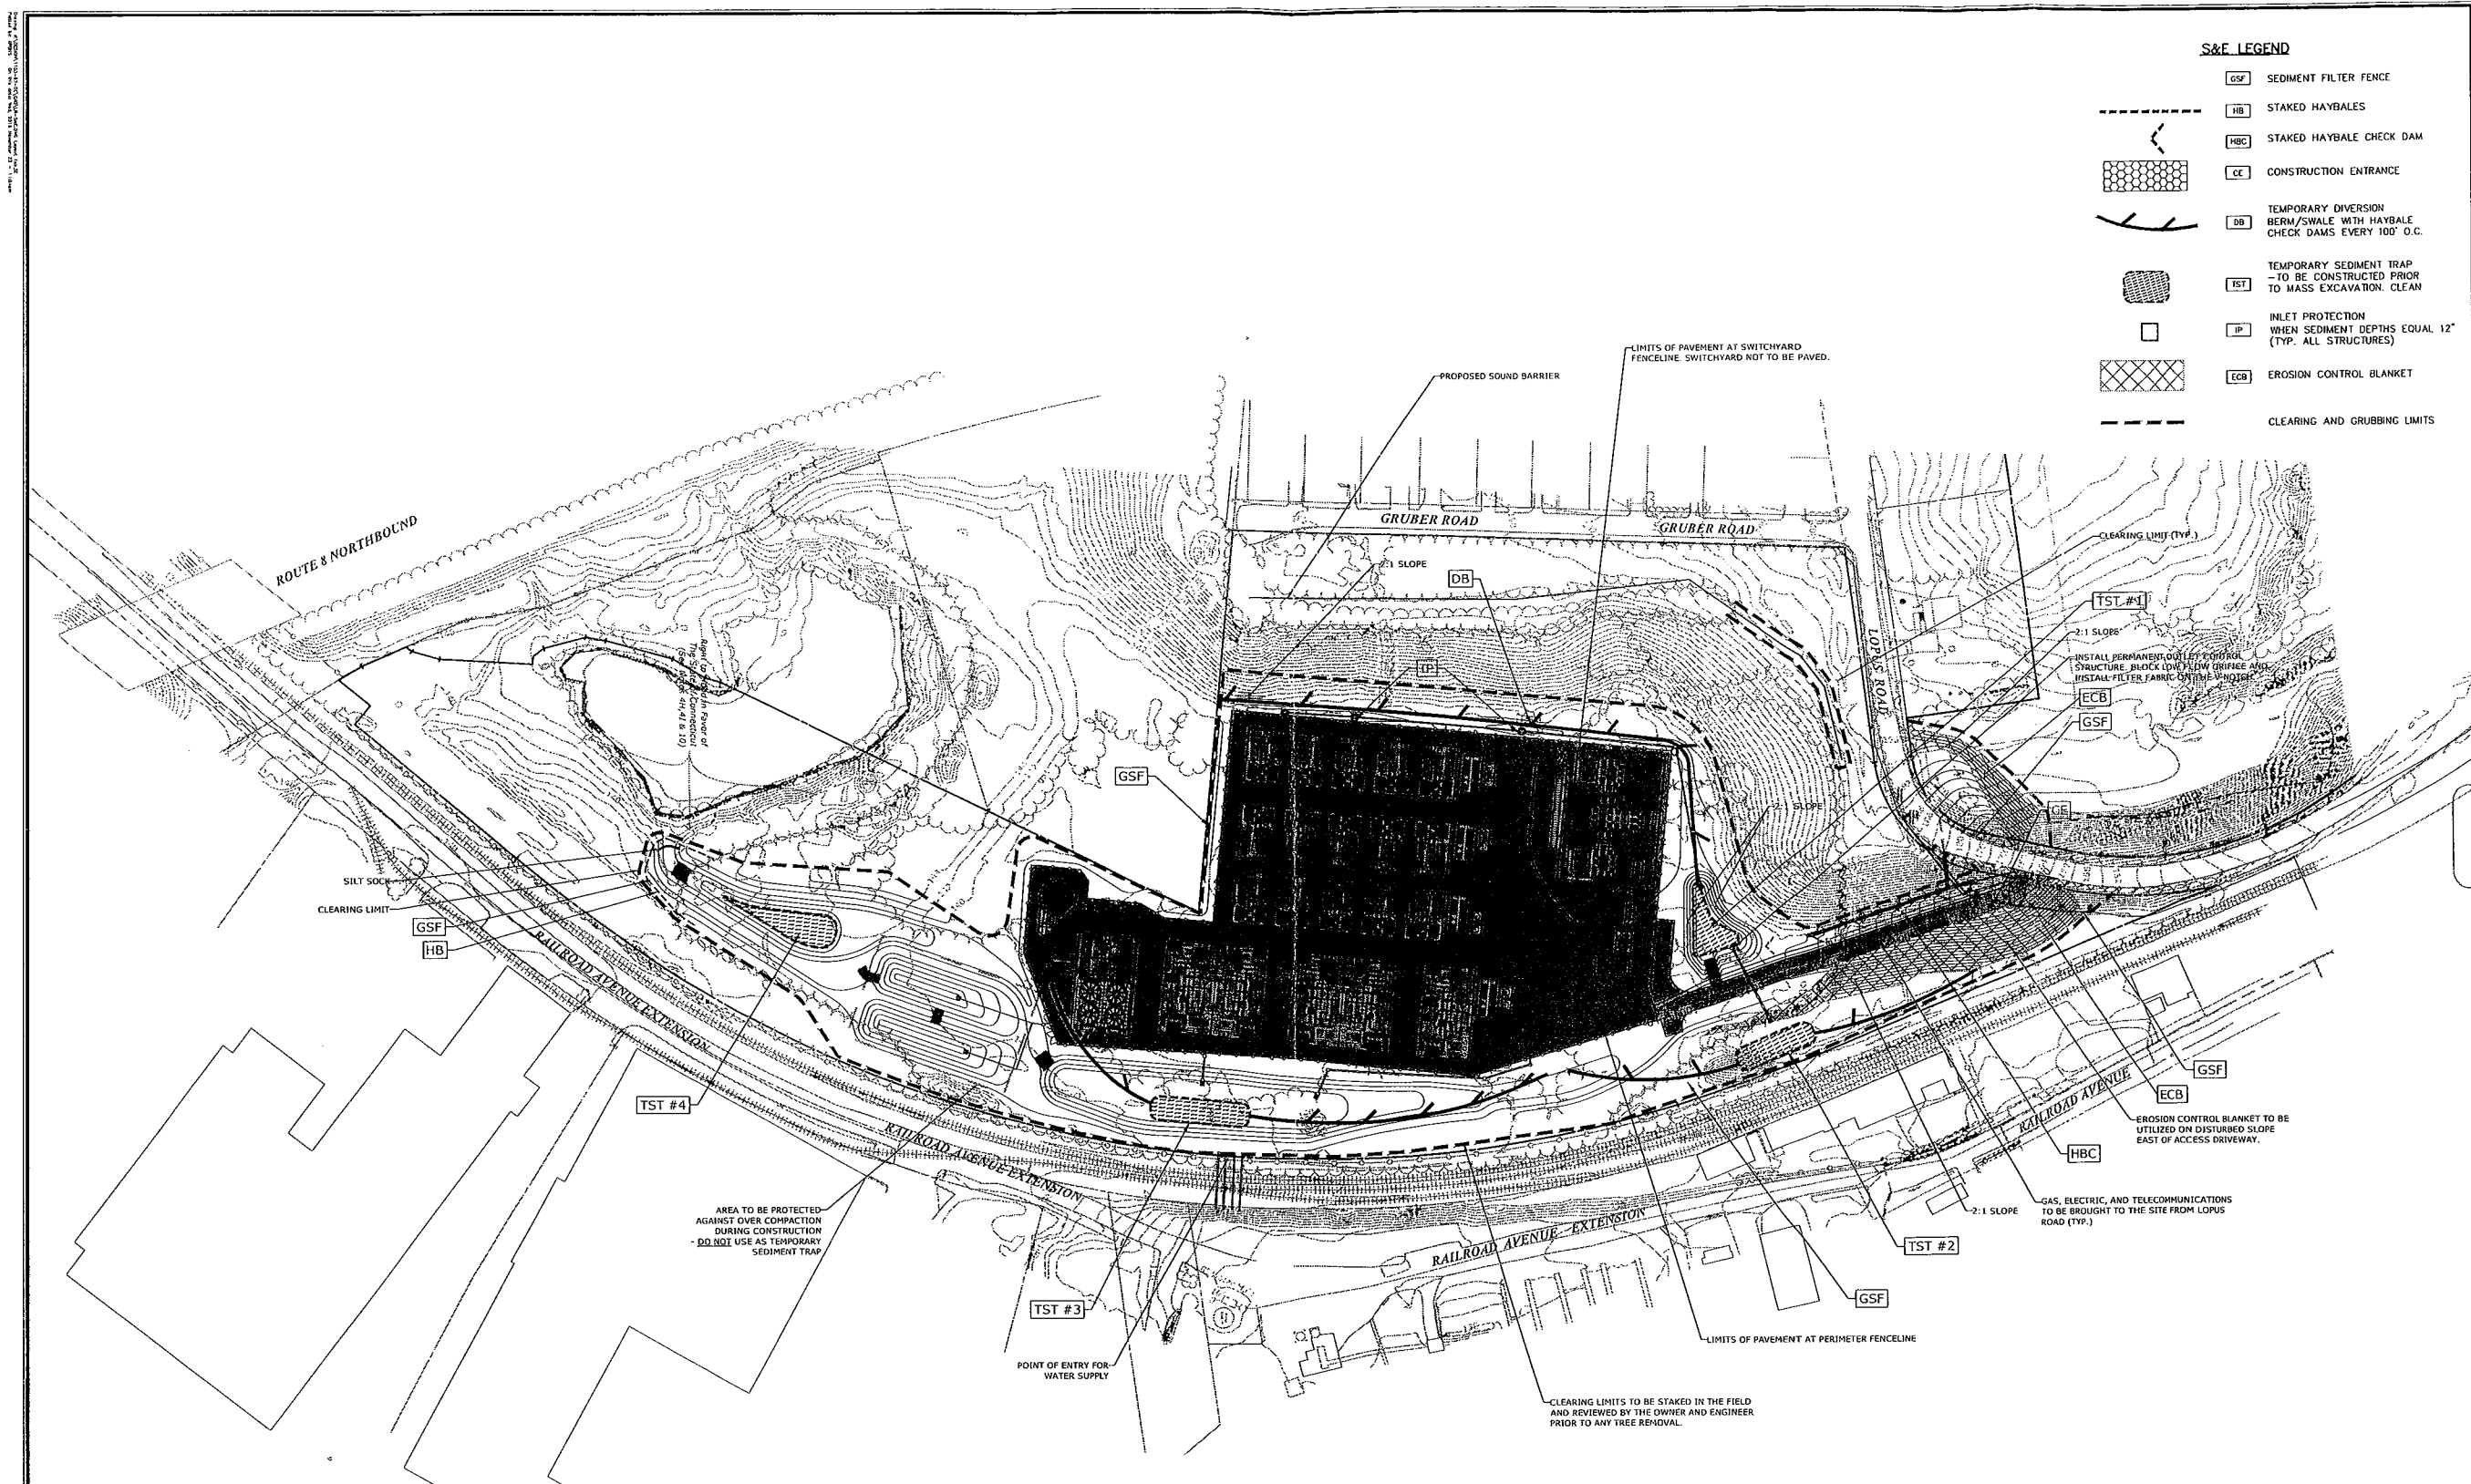 S&E LEGEND
GSF SEDIMENT FILTER FENCE
HB STAKED HAYBALES
HBC STAKED HAYBALE CHECK DAM
CE CONSTRUCTION ENTRANCE
DB TEMPORARY DIVERSION
BERM/SWALE WITH HAYBALE
CHECK DAMS EVERY 100' O.C.
TST TEMPORARY SEDIMENT TRAP
-TO BE CONSTRUCTED PRIOR
TO MASS EXCAVATION. CLEAN
IP INLET PROTECTION
WHEN SEDIMENT DEPTHS EQUAL 12"
(TYP. ALL STRUCTURES)
ECB EROSION CONTROL BLANKET
CLEARING AND GRUBBING LIMITS
LIMITS OF PAVEMENT AT SWITCHYARD
FENCELINE. SWITCHYARD NOT TO BE PAVED.
PROPOSED SOUND BARRIER
ROUTE 8 NORTHBOUND
GRUBER ROAD
GRUBER ROAD
CLEARING LIMIT (TYP.)
2:1 SLOPE
DB
TST #1
2:1 SLOPE
LOPUS ROAD
INSTALL PERMANENT OUTLET CONTROL
STRUCTURE. BLOCK LOW FLOW ORIFICE AND
INSTALL FILTER FABRIC ON THE V-NOTCH
IP
Right to Flood in Favor of
The State of Connecticut
ECB
GSF
GSF
2:1 SLOPE
CE
SILT SOCK
CLEARING LIMIT
GSF
HB
RAILROAD AVENUE EXTENSION
TST #4
RAILROAD AVENUE EXTENSION
GSF
ECB
RAILROAD AVENUE
EROSION CONTROL BLANKET TO BE
UTILIZED ON DISTURBED SLOPE
EAST OF ACCESS DRIVEWAY.
HBC
AREA TO BE PROTECTED
AGAINST OVER COMPACTION
DURING CONSTRUCTION
- DO NOT USE AS TEMPORARY
SEDIMENT TRAP
GAS, ELECTRIC, AND TELECOMMUNICATIONS
TO BE BROUGHT TO THE SITE FROM LOPUS
ROAD (TYP.)
2:1 SLOPE
RAILROAD AVENUE EXTENSION
TST #2
TST #3
GSF
LIMITS OF PAVEMENT AT PERIMETER FENCELINE
POINT OF ENTRY FOR
WATER SUPPLY
CLEARING LIMITS TO BE STAKED IN THE FIELD
AND REVIEWED BY THE OWNER AND ENGINEER
PRIOR TO ANY TREE REMOVAL.